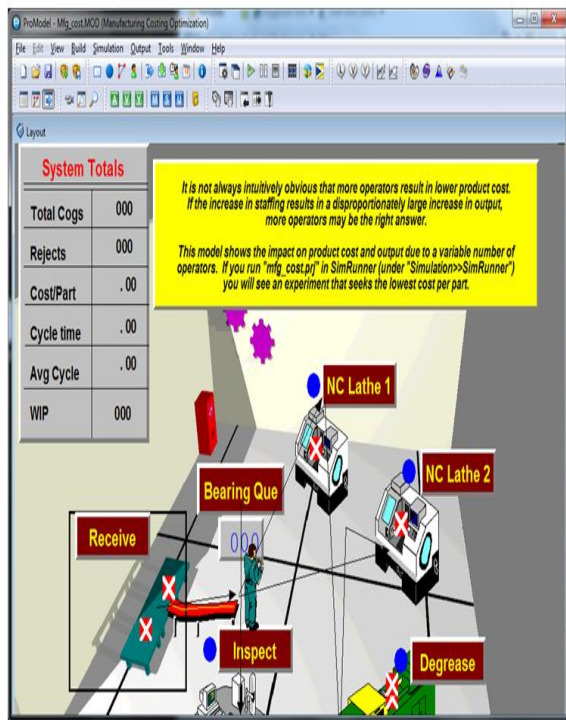 ProModel - Mfg_cost.MOD (Manufacturing Costing Optimization)
File Edit View Build Simulation Output Tools Window Help
Layout
System Totals
Total Cogs 000
Rejects 000
Cost/Part . 00
Cycle time . 00
Avg Cycle . 00
WIP 000
It is not always intuitively obvious that more operators result in lower product cost.
If the increase in staffing results in a disproportionately large increase in output,
more operators may be the right answer.
This model shows the impact on product cost and output due to a variable number of
operators. If you run "mfg_cost.prj" in SimRunner (under "Simulation>>SimRunner")
you will see an experiment that seeks the lowest cost per part.
NC Lathe 1
NC Lathe 2
Bearing Que
000
Receive
Inspect
Degrease